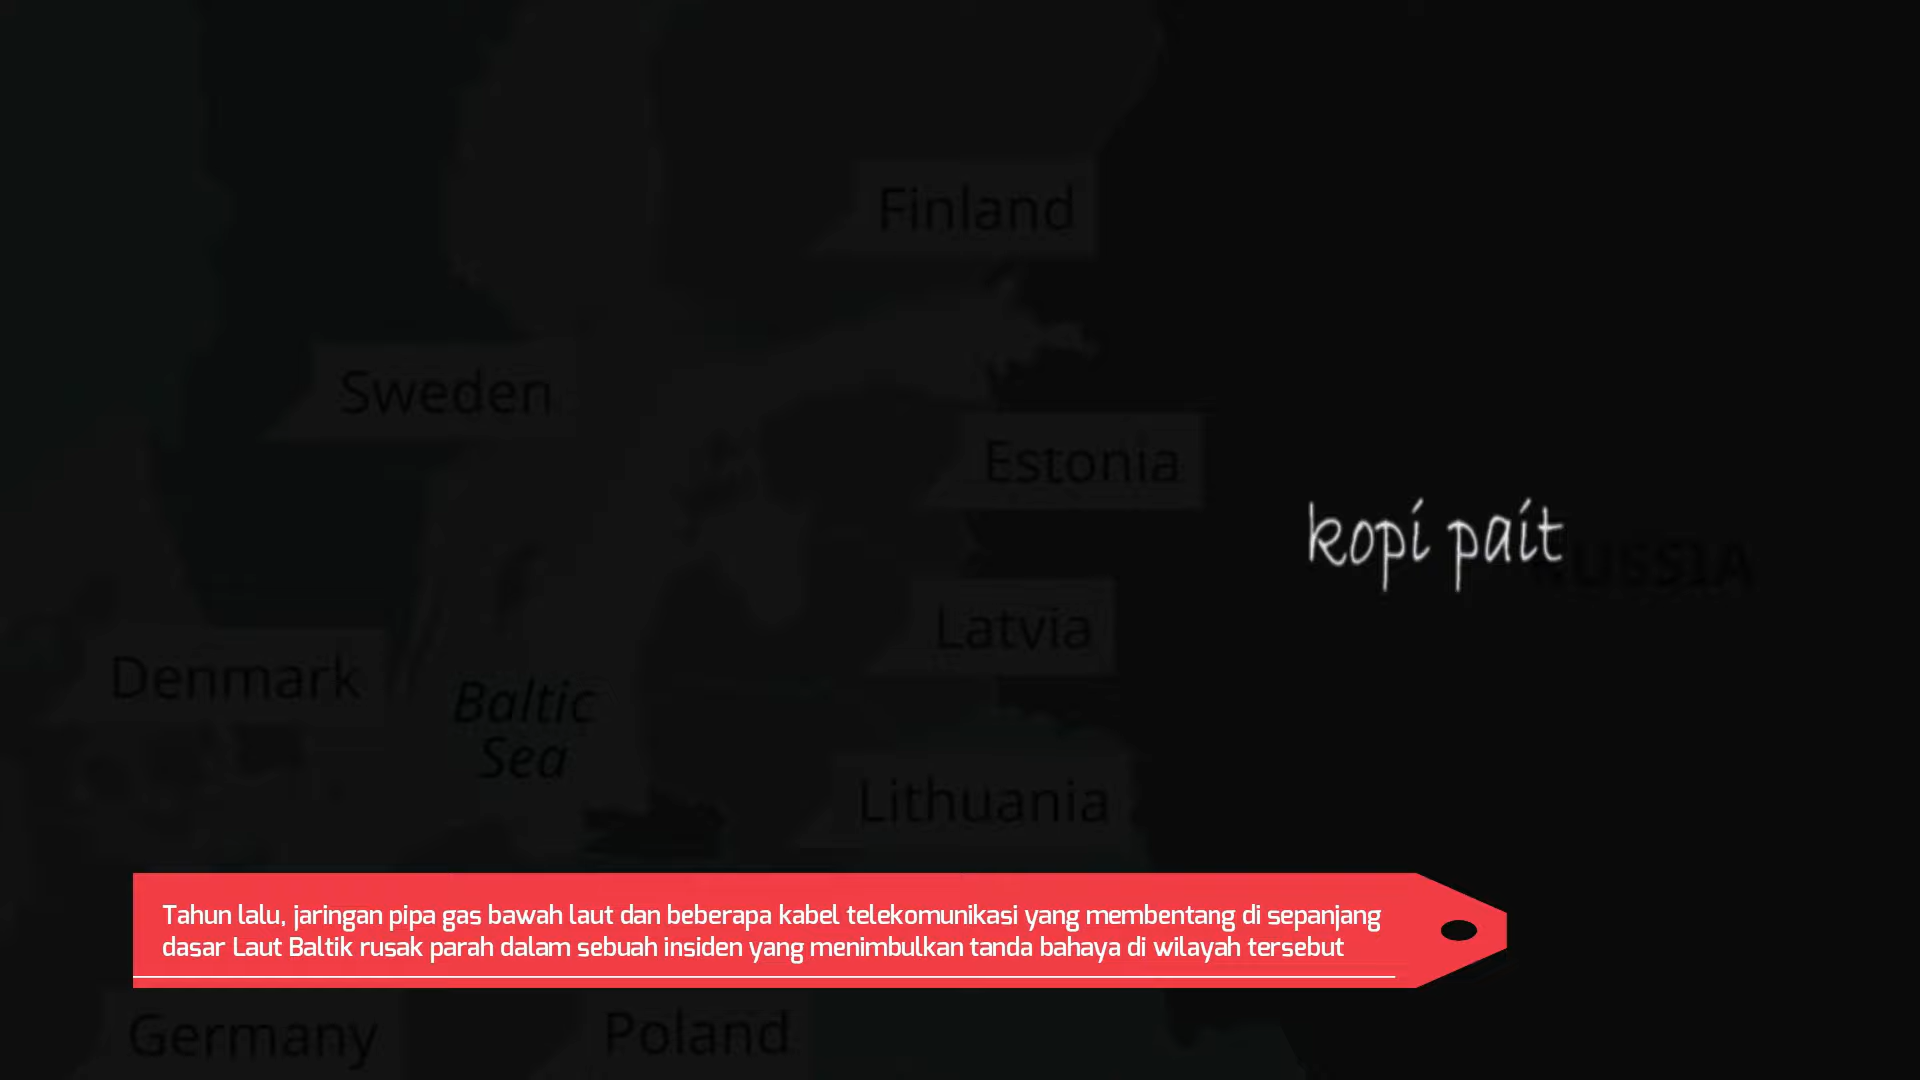 Finland
Sweden
Estonia
kopi pait
RUSSIA
Latvia
Denmark
Baltic
Sea
Lithuania
Tahun lalu, jaringan pipa gas bawah laut dan beberapa kabel telekomunikasi yang membentang di sepanjang
dasar Laut Baltik rusak parah dalam sebuah insiden yang menimbulkan tanda bahaya di wilayah tersebut
Germany
Poland